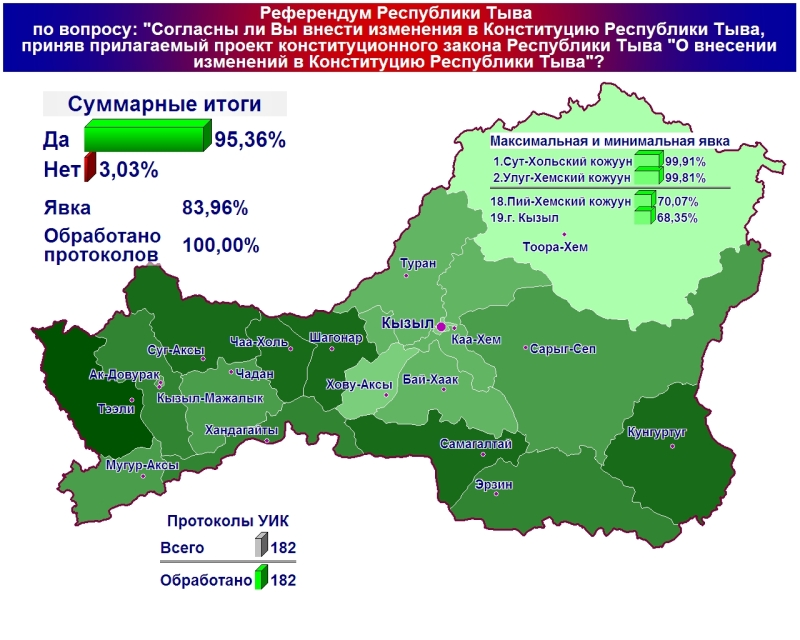 Референдум Республики Тыва
по вопросу: "Согласны ли Вы внести изменения в Конституцию Республики Тыва,
приняв прилагаемый проект конституционного закона Республики Тыва "О внесении
изменений в Конституцию Республики Тыва"?
Суммарные итоги
Да 95,36%
Нет 3,03%
Явка 83,96%
Обработано
протоколов 100,00%
Максимальная и минимальная явка
1.Сут-Хольский кожуун 99,91%
2.Улуг-Хемский кожуун 99,81%
18.Пий-Хемский кожуун 70,07%
19.г. Кызыл 68,35%
Тоора-Хем
Туран
Кызыл
Каа-Хем
Сарыг-Сеп
Чаа-Холь
Шагонар
Суг-Аксы
Ак-Довурак
Чадан
Хову-Аксы
Бай-Хаак
Кызыл-Мажалык
Тээли
Хандагайты
Кунгуртуг
Самагалтай
Мугур-Аксы
Эрзин
Протоколы УИК
Всего 182
Обработано 182